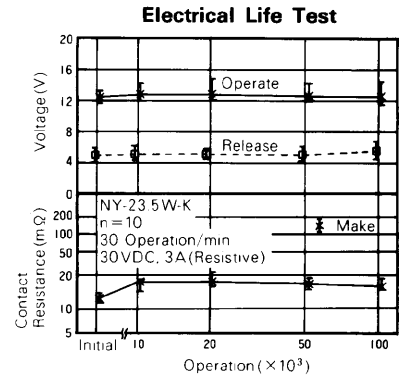 Electrical Life Test
Voltage (V)
20
16
12
8
4
0
Operate
Release
Contact
Resistance (mΩ)
200
100
50
20
10
5
NY-23.5W-K
n=10
30 Operation/min
30VDC, 3A (Resistive)
Make
Initial 10 20 50 100
Operation (×10³)